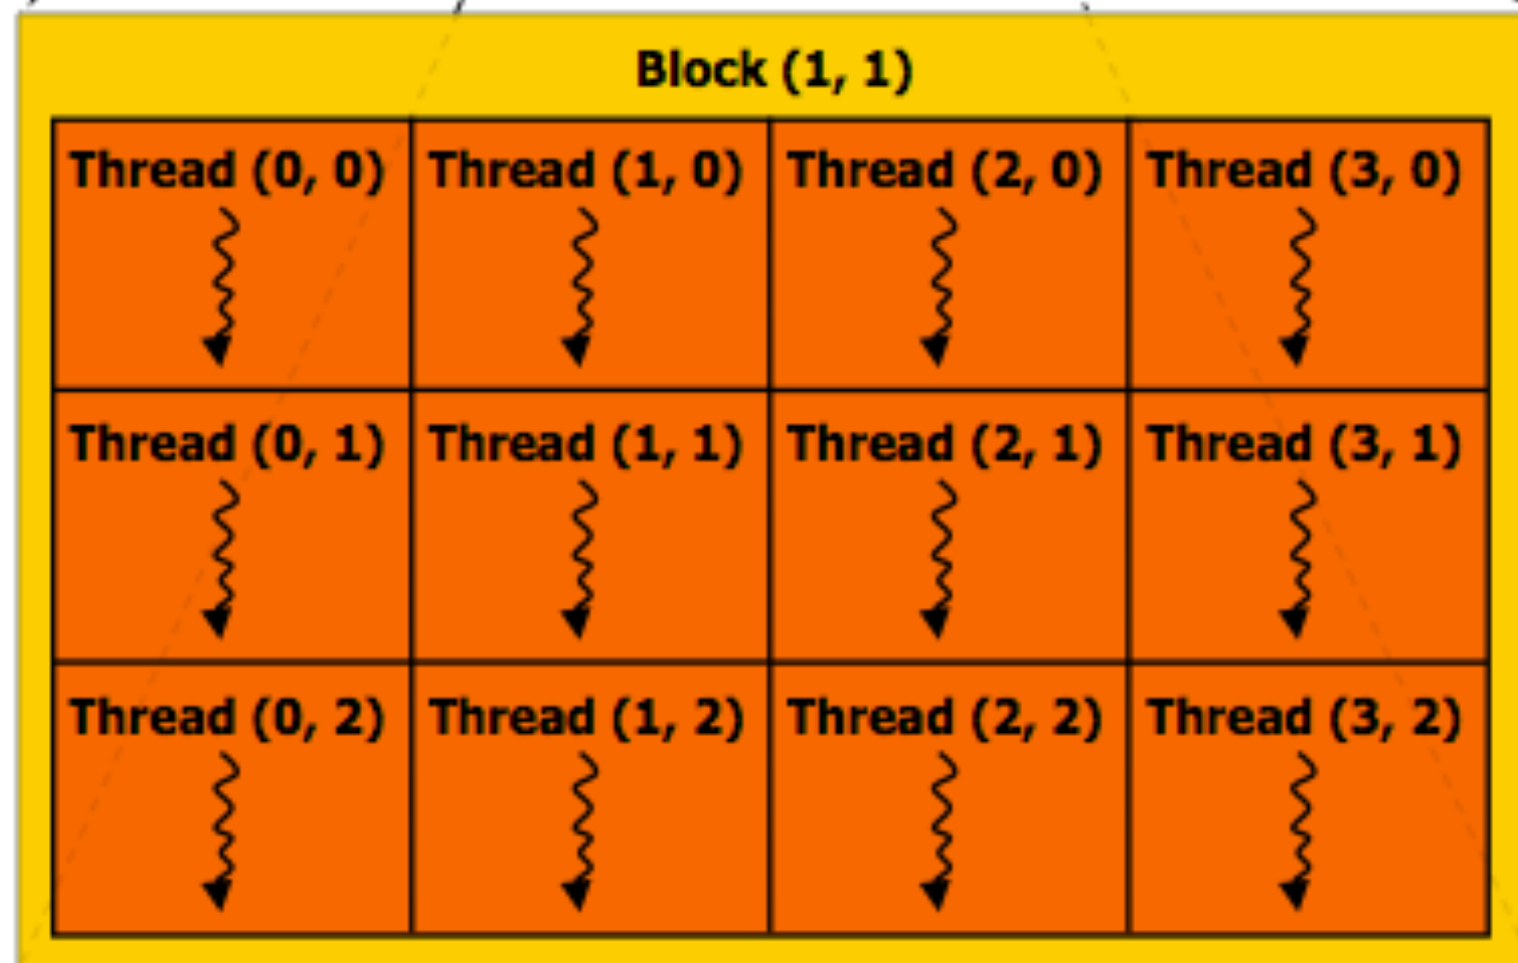 Block (1, 1)
Thread (0, 0) Thread (1, 0) Thread (2, 0) Thread (3, 0)
Thread (0, 1) Thread (1, 1) Thread (2, 1) Thread (3, 1)
Thread (0, 2) Thread (1, 2) Thread (2, 2) Thread (3, 2)